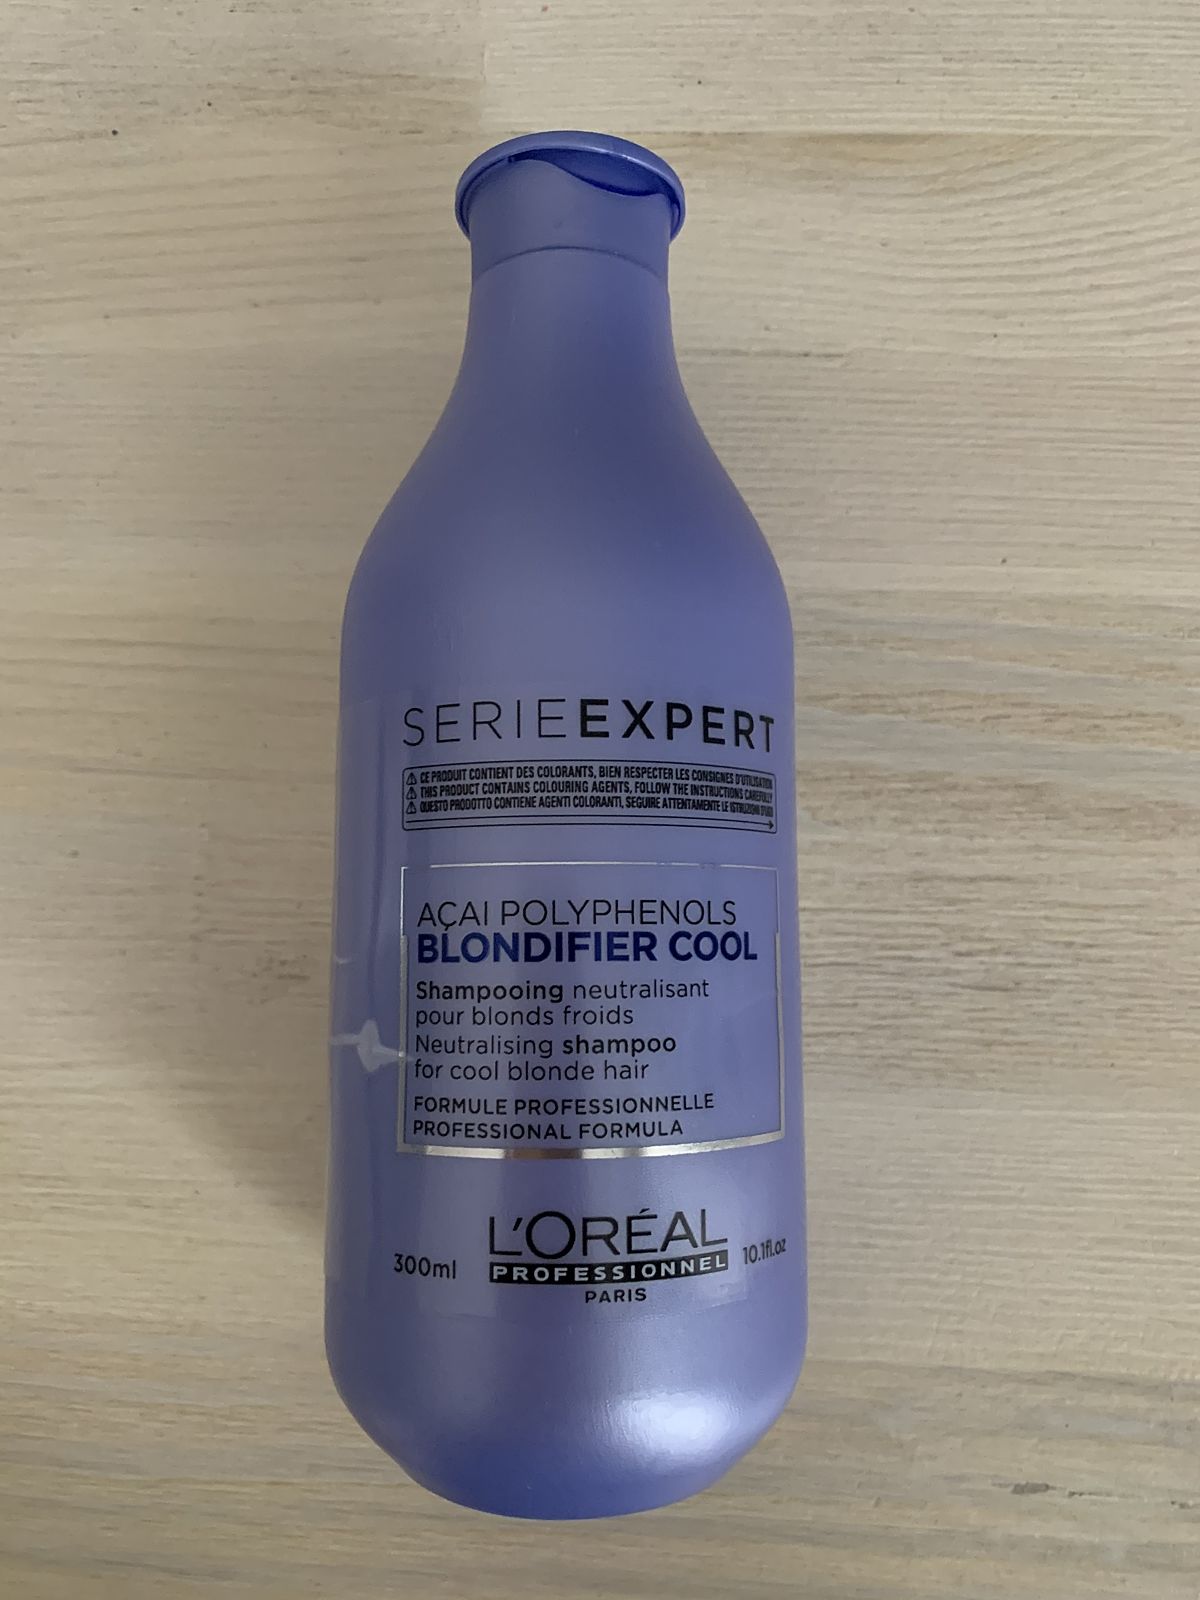 SERIEEXPERT
CE PRODUIT CONTIENT DES COLORANTS, BIEN RESPECTER LES CONSIGNES D'UTILISATION
THIS PRODUCT CONTAINS COLOURING AGENTS, FOLLOW THE INSTRUCTIONS CAREFULLY
QUESTO PRODOTTO CONTIENE AGENTI COLORANTI, SEGUIRE ATTENTAMENTE LE ISTRUZIONI D'USO
AÇAI POLYPHENOLS
BLONDIFIER COOL
Shampooing neutralisant
pour blonds froids
Neutralising shampoo
for cool blonde hair
FORMULE PROFESSIONNELLE
PROFESSIONAL FORMULA
L'ORÉAL
300ml PROFESSIONNEL 10.1fl.oz
PARIS